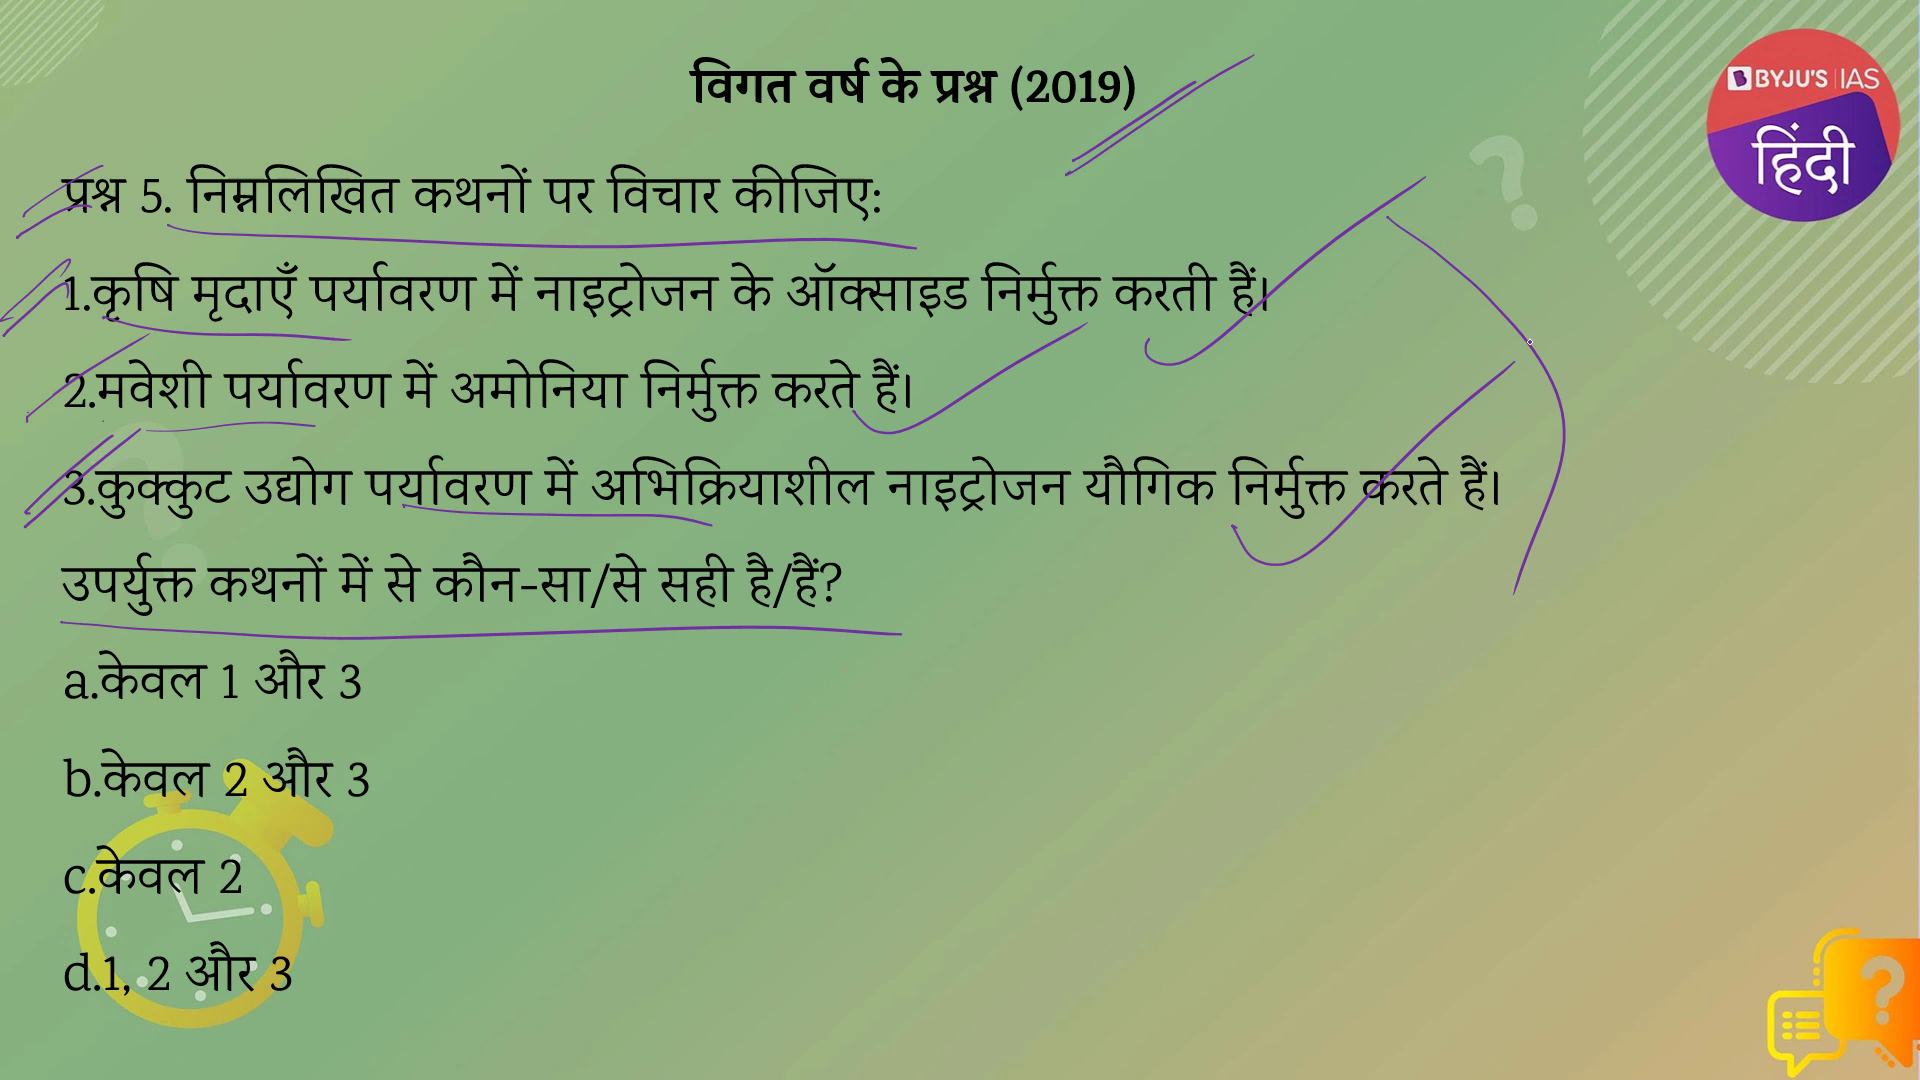 विगत वर्ष के प्रश्न (2019)
BYJU'S IAS
हिंदी
प्रश्न 5. निम्नलिखित कथनों पर विचार कीजिए:
1.कृषि मृदाएँ पर्यावरण में नाइट्रोजन के ऑक्साइड निर्मुक्त करती हैं।
2.मवेशी पर्यावरण में अमोनिया निर्मुक्त करते हैं।
3.कुक्कुट उद्योग पर्यावरण में अभिक्रियाशील नाइट्रोजन यौगिक निर्मुक्त करते हैं।
उपर्युक्त कथनों में से कौन-सा/से सही है/हैं?
a.केवल 1 और 3
b.केवल 2 और 3
c.केवल 2
d.1, 2 और 3